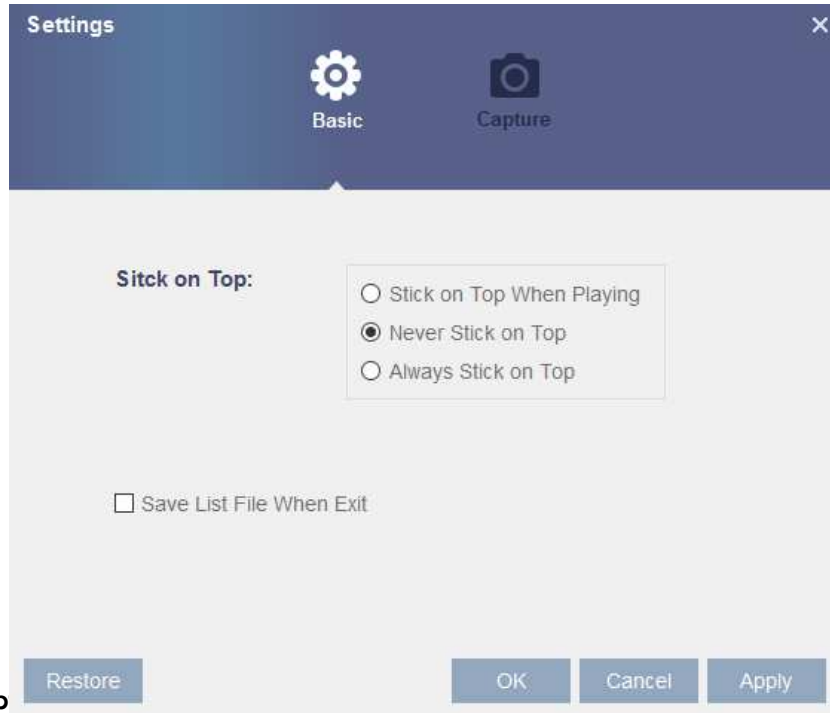 Settings
Basic
Capture
Sitck on Top:
Stick on Top When Playing
Never Stick on Top
Always Stick on Top
Save List File When Exit
Restore
OK
Cancel
Apply